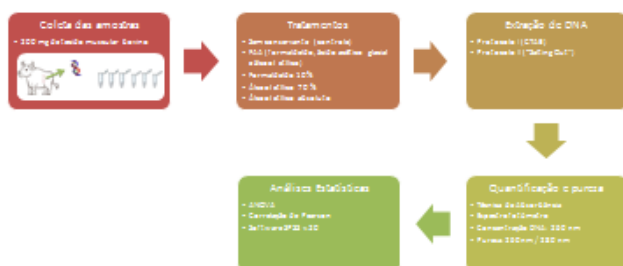 Coleta das amostras
• 200 mg de tecido muscular bovino
Tratamentos
• Sem conservante (controle)
• FAA (formaldeído, ácido acético glacial
e álcool etílico)
• Formaldeído 10%
• Álcool etílico 70 %
• Álcool etílico absoluto
Extração de DNA
• Protocolo I (CTAB)
• Protocolo II ("Salting Out")
Quantificação e pureza
• Técnica de Absorbância
• Espectrofotômetro
• Concentração DNA: 260 nm
• Pureza 260nm / 280 nm
Análises Estatísticas
• ANOVA
• Correlação de Pearson
• Software SPSS